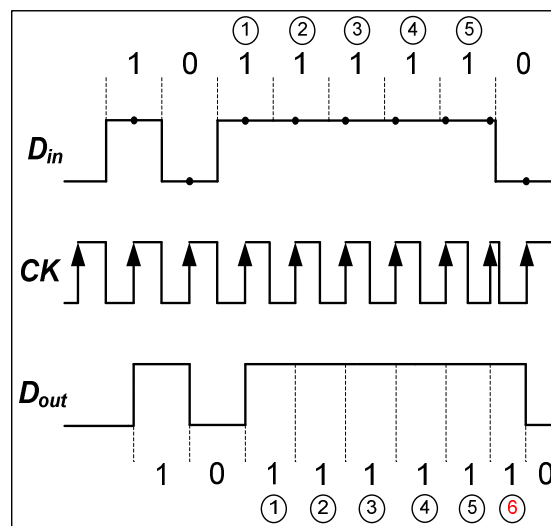 ① ② ③ ④ ⑤
1 0 1 1 1 1 1 0
Din
CK
Dout
1 0 1 1 1 1 1 1 0
① ② ③ ④ ⑤ ⑥